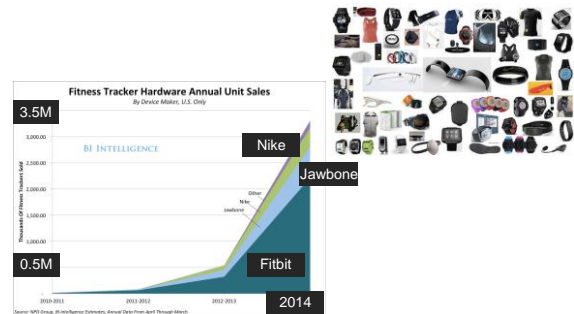 Fitness Tracker Hardware Annual Unit Sales
By Device Maker, U.S. Only
3.5M
3,000.00
BI INTELLIGENCE
Nike
2,500.00
Jawbone
2,000.00
Other
Nike
Jawbone
1,500.00
Thousands Of Fitness Trackers Sold
1,000.00
0.5M
Fitbit
-
2010-2011
2011-2012
2012-2013
2014
Source: NPD Group, BI Intelligence Estimates, Annual Data From April Through March